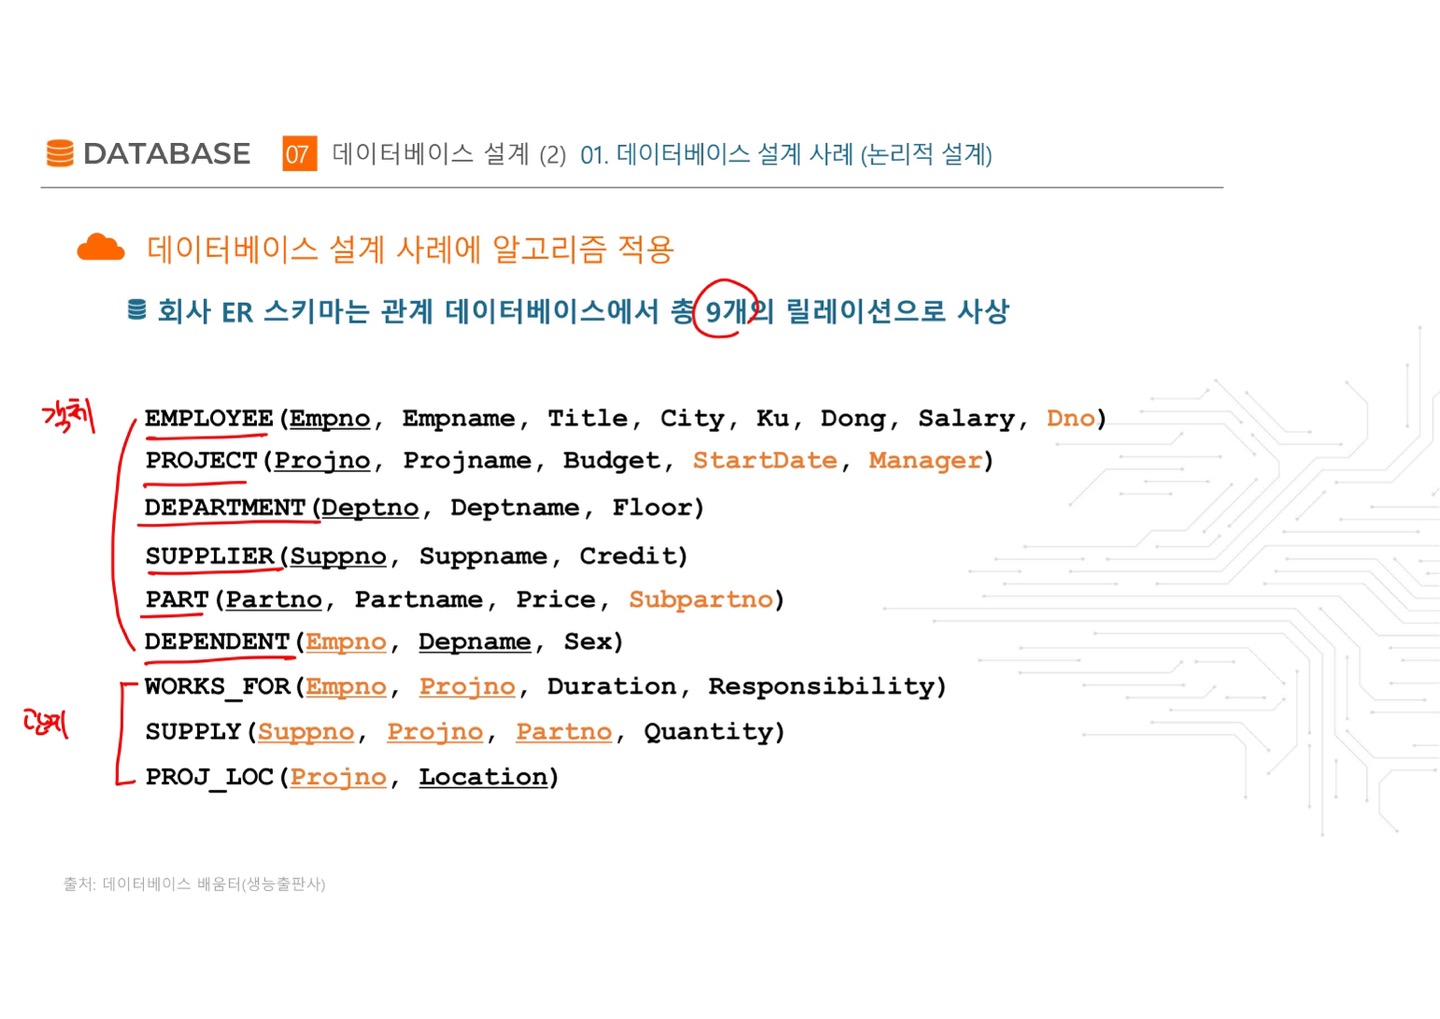 DATABASE 07 데이터베이스 설계 (2) 01. 데이터베이스 설계 사례 (논리적 설계)
데이터베이스 설계 사례에 알고리즘 적용
회사 ER 스키마는 관계 데이터베이스에서 총 9개의 릴레이션으로 사상
객체
EMPLOYEE(Empno, Empname, Title, City, Ku, Dong, Salary, Dno)
PROJECT(Projno, Projname, Budget, StartDate, Manager)
DEPARTMENT(Deptno, Deptname, Floor)
SUPPLIER(Suppno, Suppname, Credit)
PART(Partno, Partname, Price, Subpartno)
DEPENDENT(Empno, Depname, Sex)
관계
WORKS_FOR(Empno, Projno, Duration, Responsibility)
SUPPLY(Suppno, Projno, Partno, Quantity)
PROJ_LOC(Projno, Location)
출처: 데이터베이스 배움터(생능출판사)